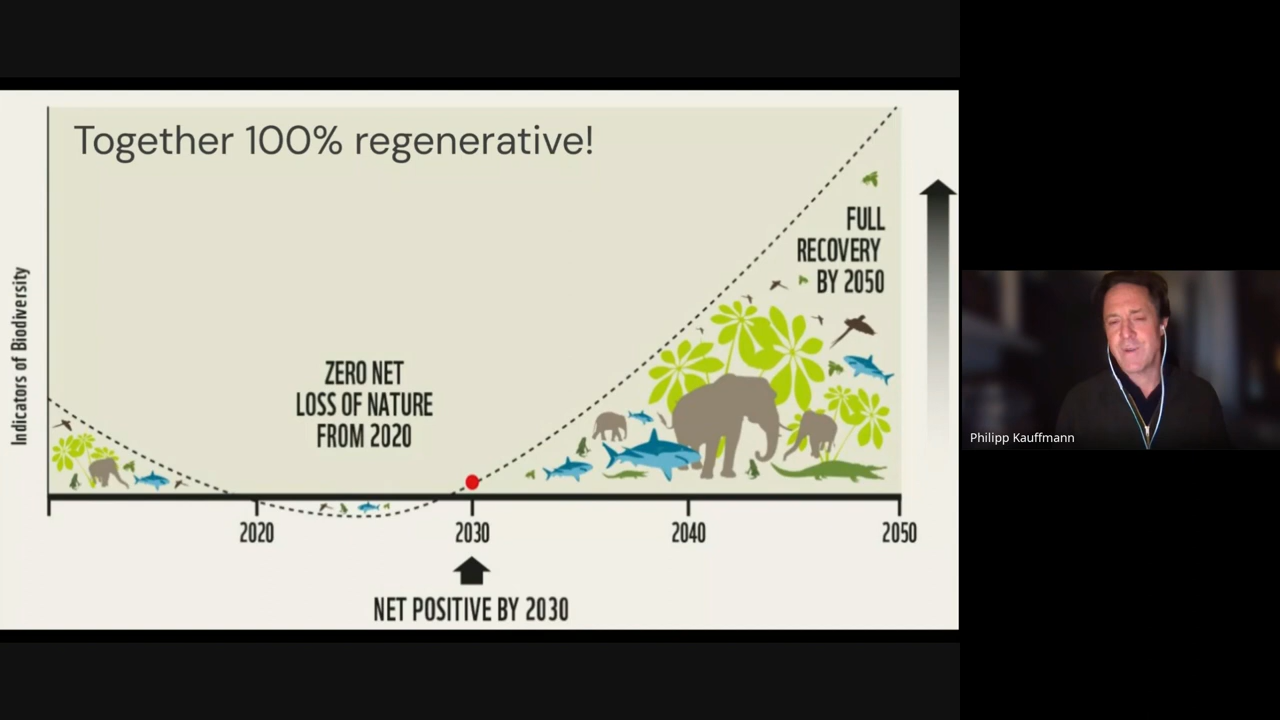 Together 100% regenerative!
Indicators of Biodiversity
FULL
RECOVERY
BY 2050
ZERO NET
LOSS OF NATURE
FROM 2020
2020
2030
2040
2050
NET POSITIVE BY 2030
Philipp Kauffmann